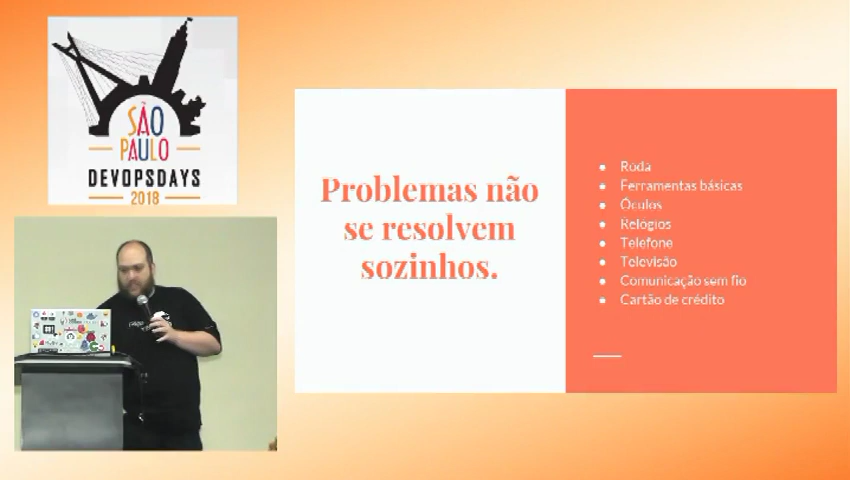 SÃO
PAULO
DEVOPSDAYS
2018
Problemas não
se resolvem
sozinhos.
● Roda
● Ferramentas básicas
● Óculos
● Relógios
● Telefone
● Televisão
● Comunicação sem fio
● Cartão de crédito